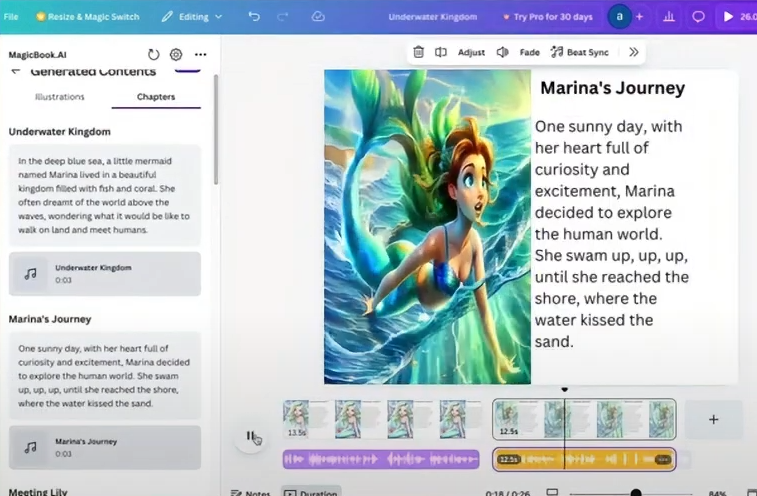 File
Resize & Magic Switch
Editing
Underwater Kingdom
Try Pro for 30 days
a
26.0
MagicBook.AI
Generated Contents
Illustrations
Chapters
Underwater Kingdom
In the deep blue sea, a little mermaid
named Marina lived in a beautiful
kingdom filled with fish and coral. She
often dreamt of the world above the
waves, wondering what it would be like to
walk on land and meet humans.
Underwater Kingdom
0:03
Marina's Journey
One sunny day, with her heart full of
curiosity and excitement, Marina decided
to explore the human world. She swam
up, up, up, until she reached the shore,
where the water kissed the sand.
Marina's Journey
0:03
Meeting Lily
Adjust
Fade
Beat Sync
Marina's Journey
One sunny day, with
her heart full of
curiosity and
excitement, Marina
decided to explore
the human world.
She swam up, up, up,
until she reached the
shore, where the
water kissed the
sand.
13.5s
12.5s
12.5s
Notes
Duration
0:18 / 0:26
84%